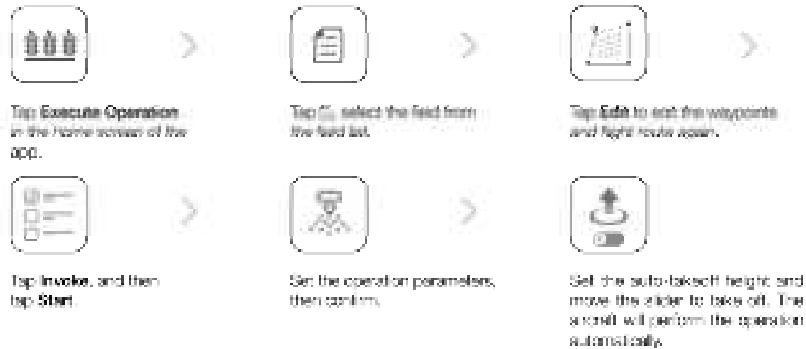 Tap Execute Operation
in the home screen of the
app.
Tap select the field from
the field list.
Tap Edit to edit the waypoints
and flight route again.
Tap Invoke, and then
tap Start.
Set the operation parameters,
then confirm.
Set the auto-takeoff height and
move the slider to take off. The
aircraft will perform the operation
automatically.